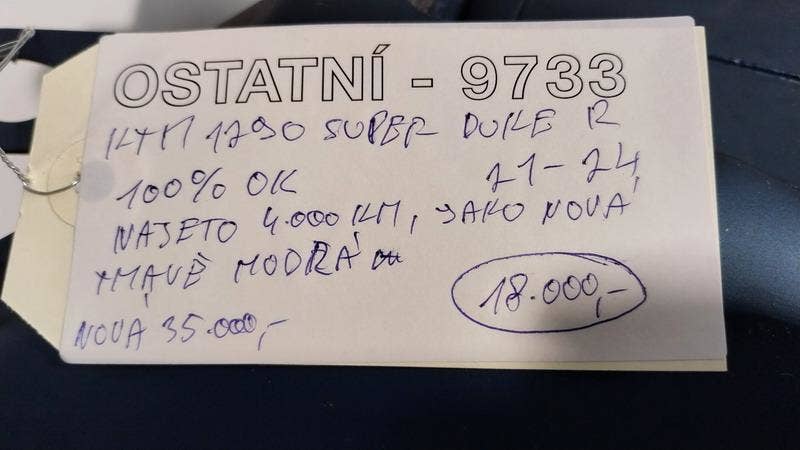 OSTATNÍ - 9733
KTM 1290 SUPER DUKE R
100% OK 21-24
NAJETO 4.000 KM, JAKO NOVÁ
TMAVĚ MODRÁ
18.000,-
NOVÁ 35.000,-